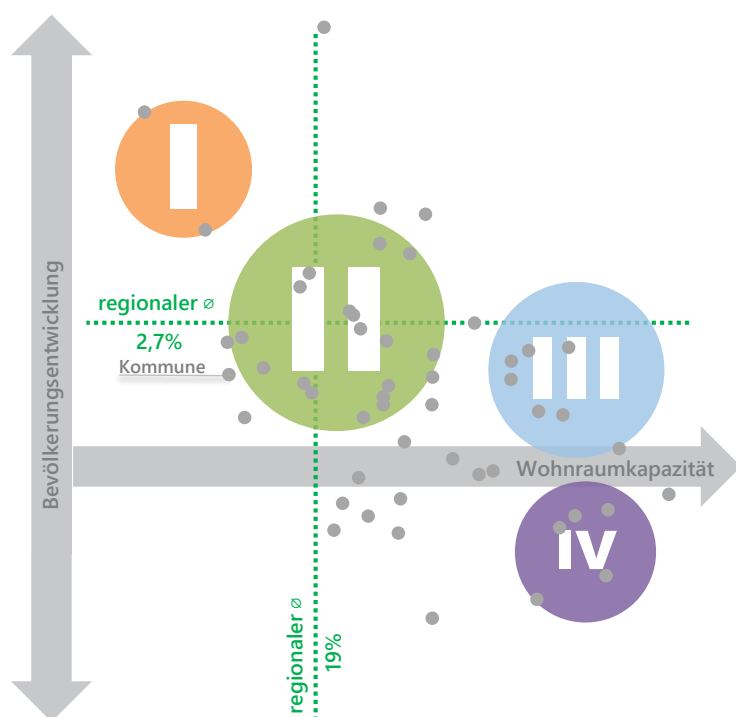 I
II
regionaler ø
2,7%
Kommune
III
Bevölkerungsentwicklung
Wohnraumkapazität
IV
regionaler ø
19%